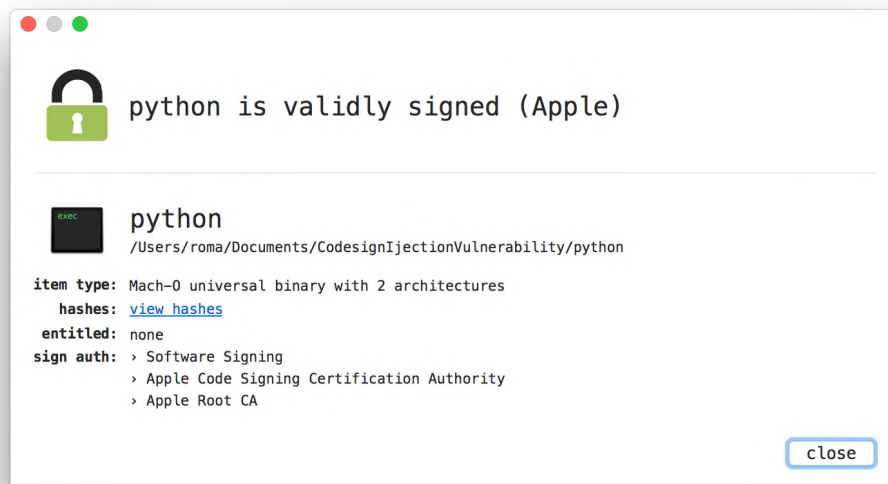 python is validly signed (Apple)
exec
python
/Users/roma/Documents/CodesignIjectionVulnerability/python
item type: Mach-O universal binary with 2 architectures
hashes: view hashes
entitled: none
sign auth: › Software Signing
› Apple Code Signing Certification Authority
› Apple Root CA
close